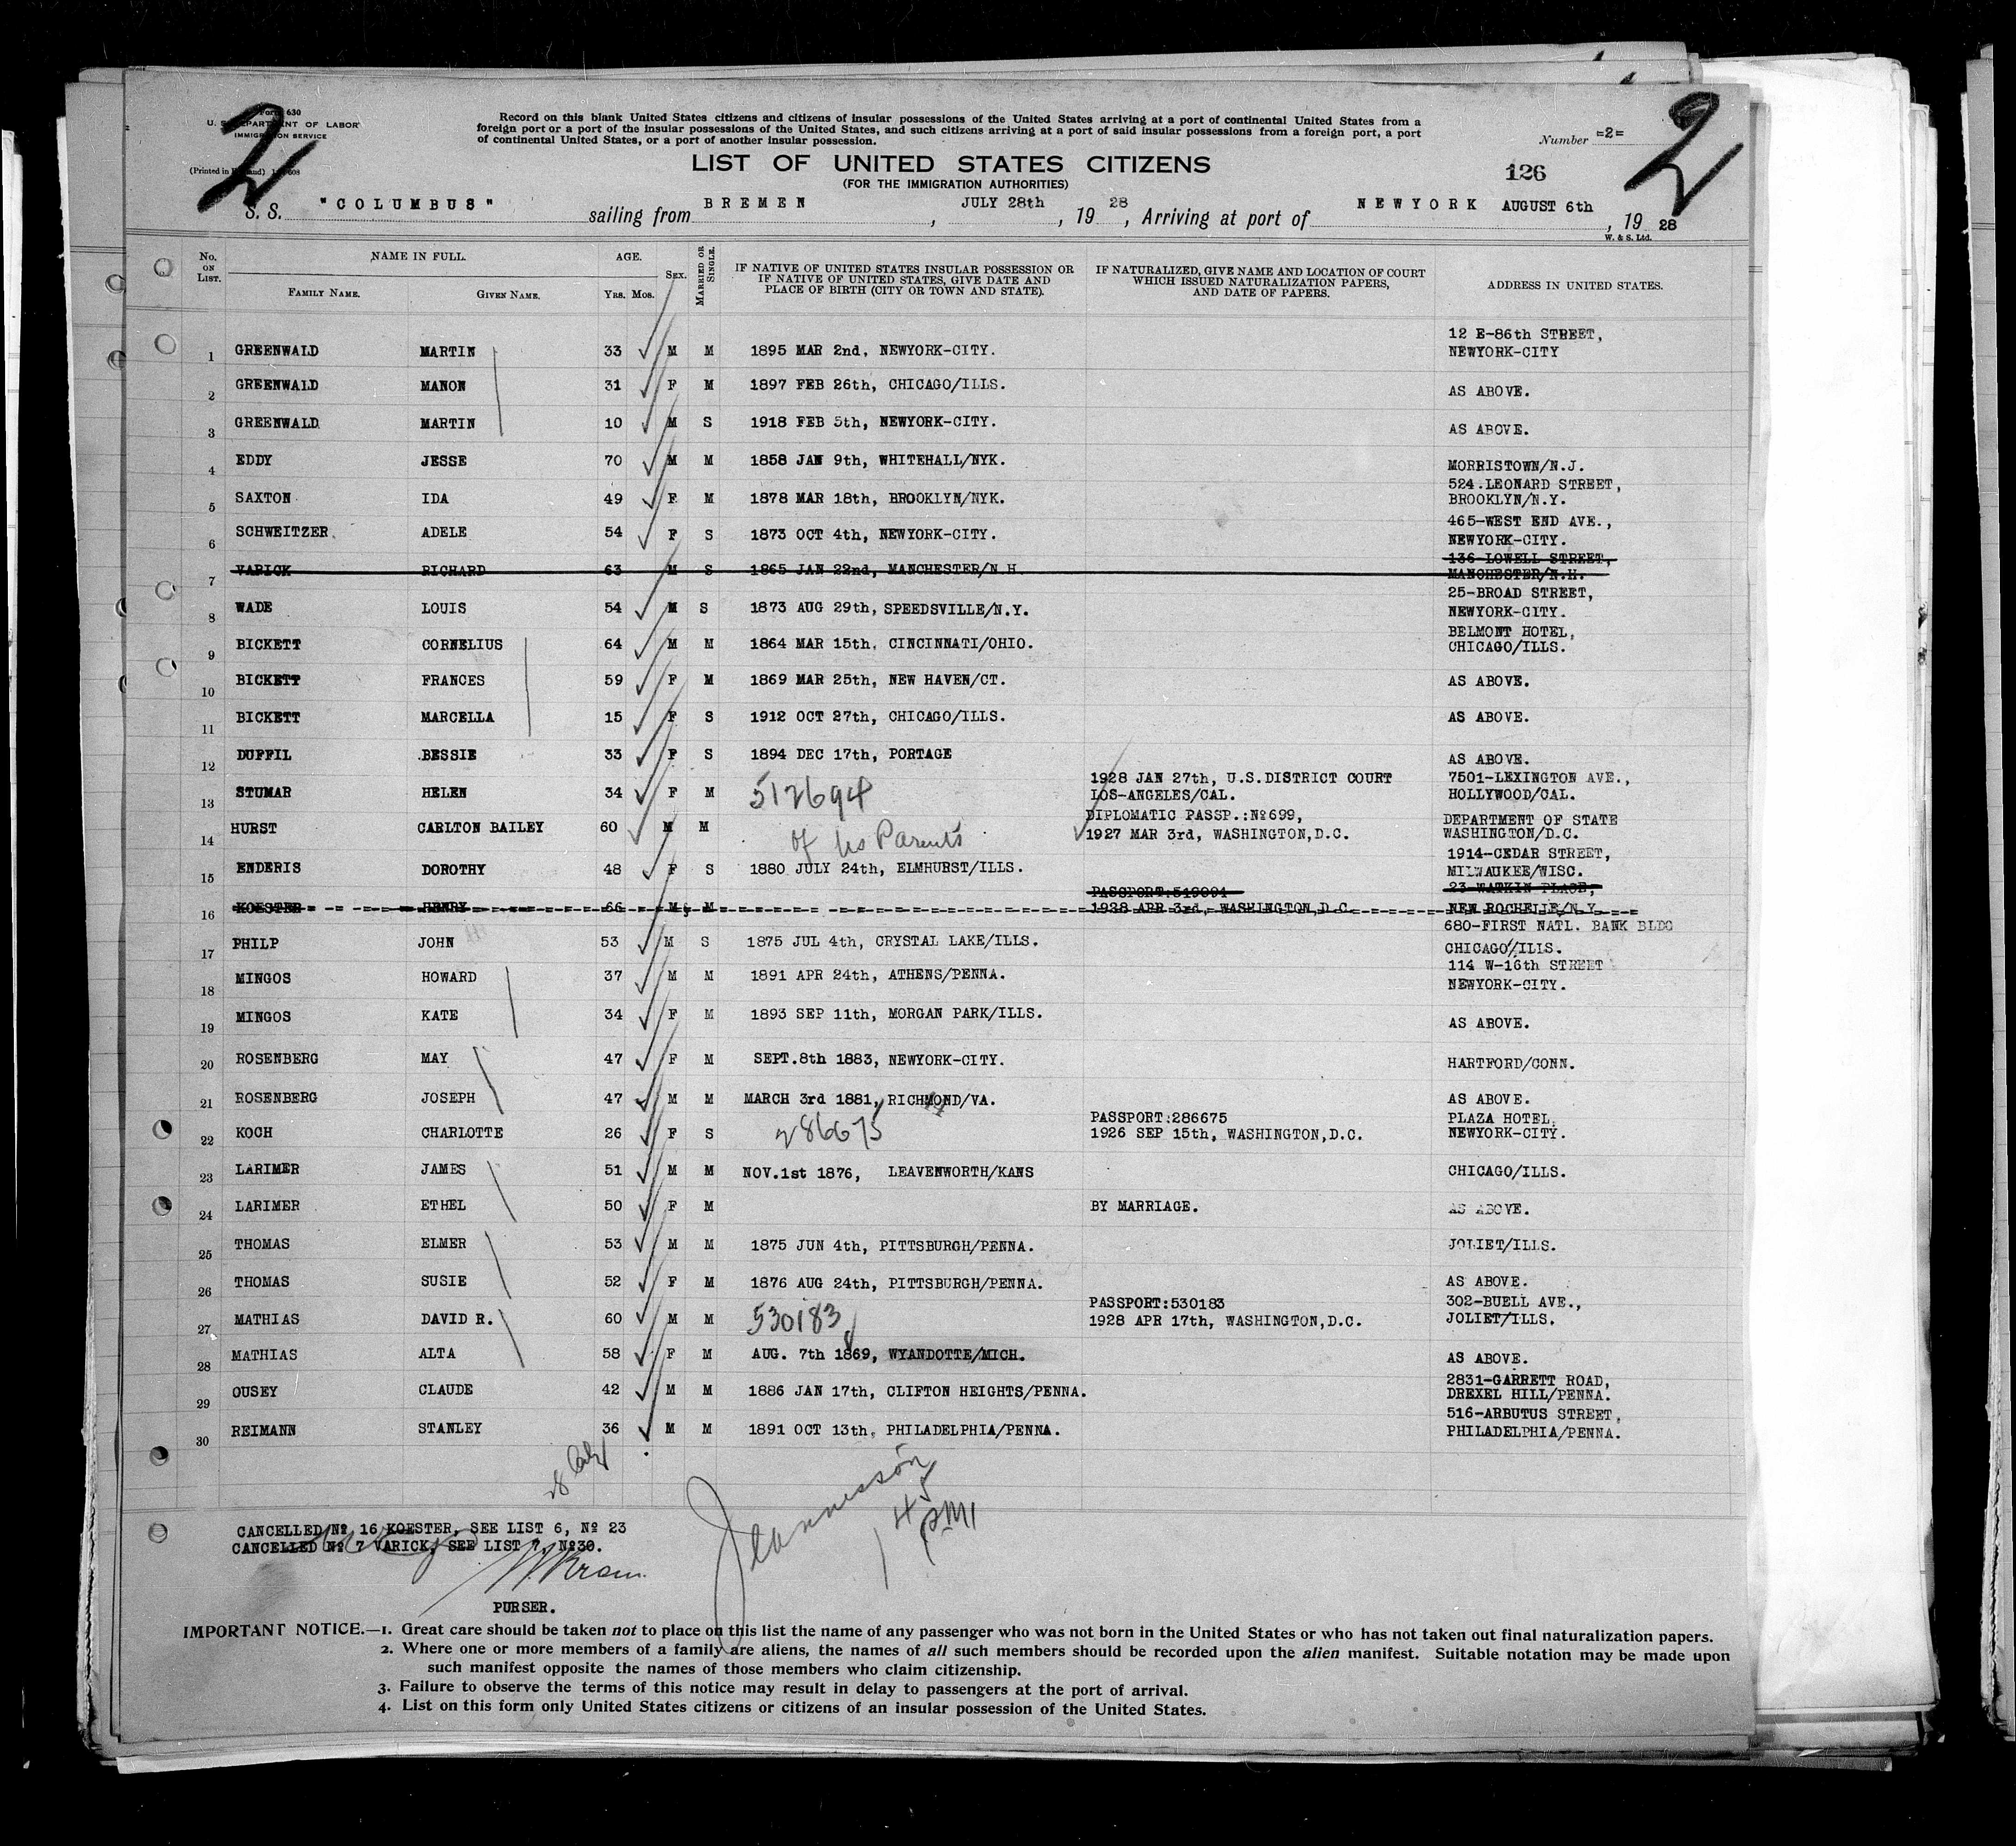 2
Form 630
U. S. DEPARTMENT OF LABOR
IMMIGRATION SERVICE
(Printed in
Record on this blank United States citizens and citizens of insular possessions of the United States arriving at a port of continental United States from a
foreign port or a port of the insular possessions of the United States, and such citizens arriving at a port of said insular possessions from a foreign port, a port
of continental United States, or a port of another insular possession.
Number =2=
2
LIST OF UNITED STATES CITIZENS
(FOR THE IMMIGRATION AUTHORITIES)
126
S. S. "COLUMBUS" sailing from BREMEN, JULY 28th, 19 28, Arriving at port of NEWYORK AUGUST 6th, 19 28
W. & S. Ltd.
No. ON LIST. NAME IN FULL. FAMILY NAME. GIVEN NAME. AGE. YRS. MOS. SEX. MARRIED OR SINGLE. IF NATIVE OF UNITED STATES INSULAR POSSESSION OR IF NATIVE OF UNITED STATES, GIVE DATE AND PLACE OF BIRTH (CITY OR TOWN AND STATE). IF NATURALIZED, GIVE NAME AND LOCATION OF COURT WHICH ISSUED NATURALIZATION PAPERS, AND DATE OF PAPERS. ADDRESS IN UNITED STATES.
1 GREENWALD MARTIN 33 M M 1895 MAR 2nd, NEWYORK-CITY. 12 E-86th STREET, NEWYORK-CITY
2 GREENWALD MANON 31 F M 1897 FEB 26th, CHICAGO/ILLS. AS ABOVE.
3 GREENWALD MARTIN 10 M S 1918 FEB 5th, NEWYORK-CITY. AS ABOVE.
4 EDDY JESSE 70 M M 1858 JAN 9th, WHITEHALL/NYK. MORRISTOWN/N.J.
5 SAXTON IDA 49 F M 1878 MAR 18th, BROOKLYN/NYK. 524.LEONARD STREET, BROOKLYN/N.Y.
6 SCHWEITZER ADELE 54 F S 1873 OCT 4th, NEWYORK-CITY. 465-WEST END AVE., NEWYORK-CITY.
7 VARICK RICHARD 63 M S 1865 JAN 22nd, MANCHESTER/N.H. 136-LOWELL STREET, MANCHESTER/N.H.
8 WADE LOUIS 54 M S 1873 AUG 29th, SPEEDSVILLE/N.Y. 25-BROAD STREET, NEWYORK-CITY.
9 BICKETT CORNELIUS 64 M M 1864 MAR 15th, CINCINNATI/OHIO. BELMONT HOTEL, CHICAGO/ILLS.
10 BICKETT FRANCES 59 F M 1869 MAR 25th, NEW HAVEN/CT. AS ABOVE.
11 BICKETT MARCELLA 15 F S 1912 OCT 27th, CHICAGO/ILLS. AS ABOVE.
12 DUFFIL BESSIE 33 F S 1894 DEC 17th, PORTAGE AS ABOVE.
13 STUMAR HELEN 34 F M 512694 1928 JAN 27th, U.S.DISTRICT COURT LOS-ANGELES/CAL. 7501-LEXINGTON AVE., HOLLYWOOD/CAL.
14 HURST CARLTON BAILEY 60 M M of Us Parents DIPLOMATIC PASSP.:No699, 1927 MAR 3rd, WASHINGTON,D.C. DEPARTMENT OF STATE WASHINGTON/D.C.
15 ENDERIS DOROTHY 48 F S 1880 JULY 24th, ELMHURST/ILLS. 1914-CEDAR STREET, MILWAUKEE/WISC.
16 KOESTER HENRY 66 M M 1928 APR 3rd, WASHINGTON,D.C. 23-WATKIN PLACE, NEW ROCHELLE/N.Y.
17 PHILP JOHN 53 M S 1875 JUL 4th, CRYSTAL LAKE/ILLS. 680-FIRST NATL. BANK BLDG CHICAGO/ILLS.
18 MINGOS HOWARD 37 M M 1891 APR 24th, ATHENS/PENNA. 114 W-16th STREET NEWYORK-CITY.
19 MINGOS KATE 34 F M 1893 SEP 11th, MORGAN PARK/ILLS. AS ABOVE.
20 ROSENBERG MAY 47 F M SEPT.8th 1883, NEWYORK-CITY. HARTFORD/CONN.
21 ROSENBERG JOSEPH 47 M M MARCH 3rd 1881, RICHMOND/VA. AS ABOVE.
22 KOCH CHARLOTTE 26 F S 286675 PASSPORT:286675 1926 SEP 15th, WASHINGTON,D.C. PLAZA HOTEL, NEWYORK-CITY.
23 LARIMER JAMES 51 M M NOV.1st 1876, LEAVENWORTH/KANS CHICAGO/ILLS.
24 LARIMER ETHEL 50 F M BY MARRIAGE. AS ABOVE.
25 THOMAS ELMER 53 M M 1875 JUN 4th, PITTSBURGH/PENNA. JOLIET/ILLS.
26 THOMAS SUSIE 52 F M 1876 AUG 24th, PITTSBURGH/PENNA. AS ABOVE.
27 MATHIAS DAVID R. 60 M M 530183 PASSPORT:530183 1928 APR 17th, WASHINGTON,D.C. 302-BUELL AVE., JOLIET/ILLS.
28 MATHIAS ALTA 58 F M AUG. 7th 1869, WYANDOTTE/MICH. AS ABOVE.
29 OUSEY CLAUDE 42 M M 1886 JAN 17th, CLIFTON HEIGHTS/PENNA. 2831-GARRETT ROAD, DREXEL HILL/PENNA.
30 REIMANN STANLEY 36 M M 1891 OCT 13th, PHILADELPHIA/PENNA. 516-ARBUTUS STREET, PHILADELPHIA/PENNA.
28
1 45 PM
CANCELLED No 16 KOESTER, SEE LIST 6, No 23
CANCELLED No 7 VARICK, SEE LIST No30.
PURSER.
IMPORTANT NOTICE.—1. Great care should be taken not to place on this list the name of any passenger who was not born in the United States or who has not taken out final naturalization papers.
2. Where one or more members of a family are aliens, the names of all such members should be recorded upon the alien manifest. Suitable notation may be made upon
such manifest opposite the names of those members who claim citizenship.
3. Failure to observe the terms of this notice may result in delay to passengers at the port of arrival.
4. List on this form only United States citizens or citizens of an insular possession of the United States.